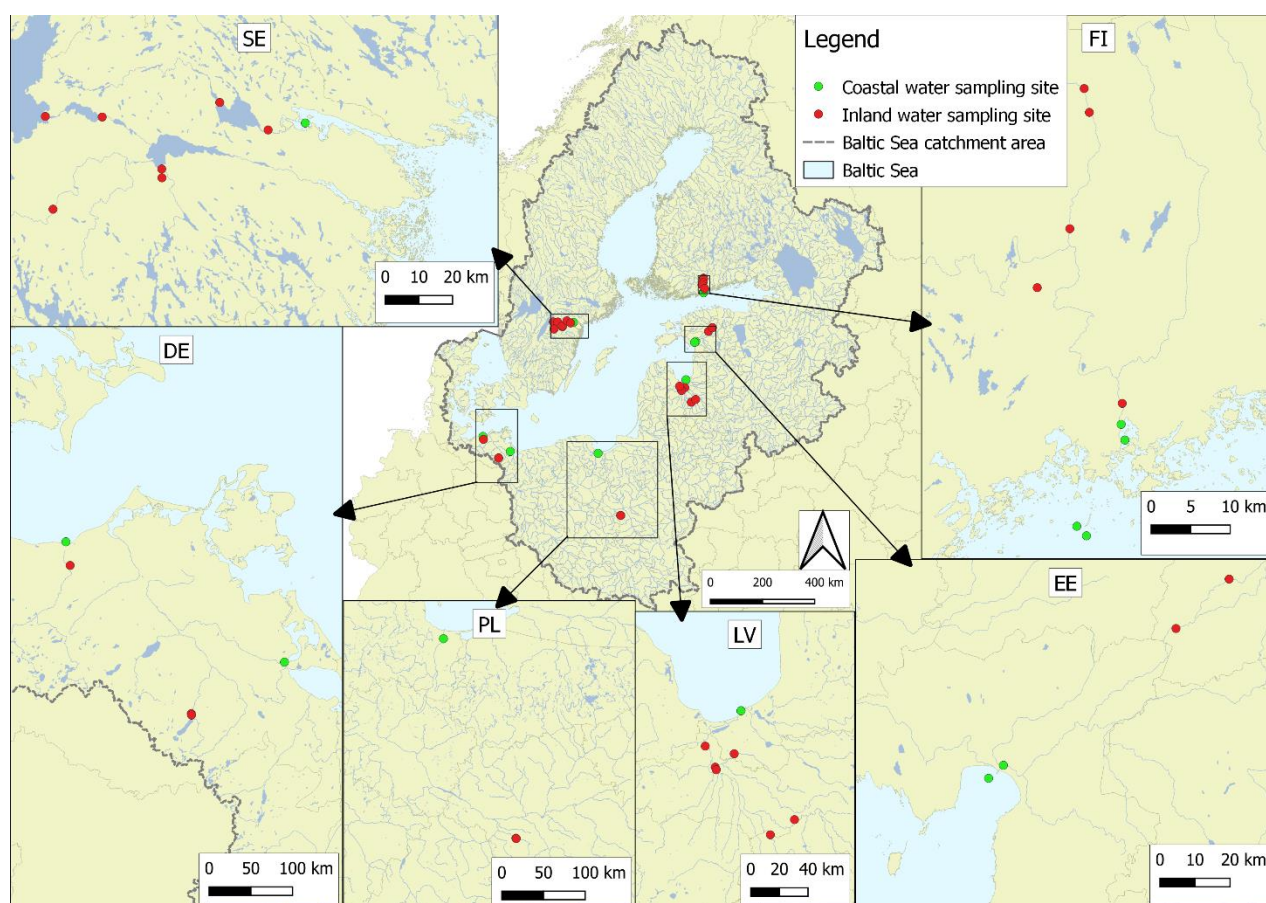 SE
Legend
Coastal water sampling site
Inland water sampling site
Baltic Sea catchment area
Baltic Sea
FI
0 10 20 km
DE
0 5 10 km
0 200 400 km
PL
LV
EE
0 50 100 km
0 50 100 km
0 20 40 km
0 10 20 km